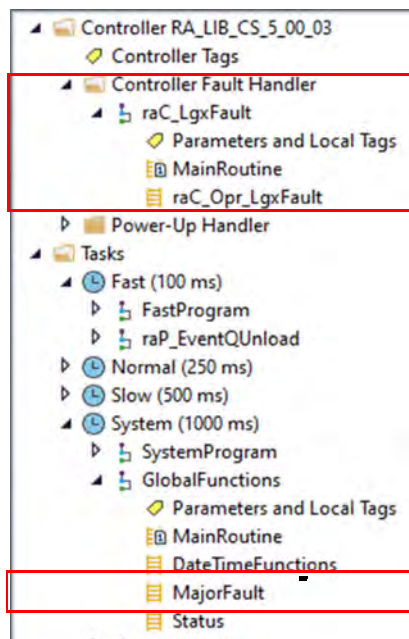 Controller RA_LIB_CS_5_00_03
Controller Tags
Controller Fault Handler
raC_LgxFault
Parameters and Local Tags
MainRoutine
raC_Opr_LgxFault
Power-Up Handler
Tasks
Fast (100 ms)
FastProgram
raP_EventQUnload
Normal (250 ms)
Slow (500 ms)
System (1000 ms)
SystemProgram
GlobalFunctions
Parameters and Local Tags
MainRoutine
DateTimeFunctions
MajorFault
Status